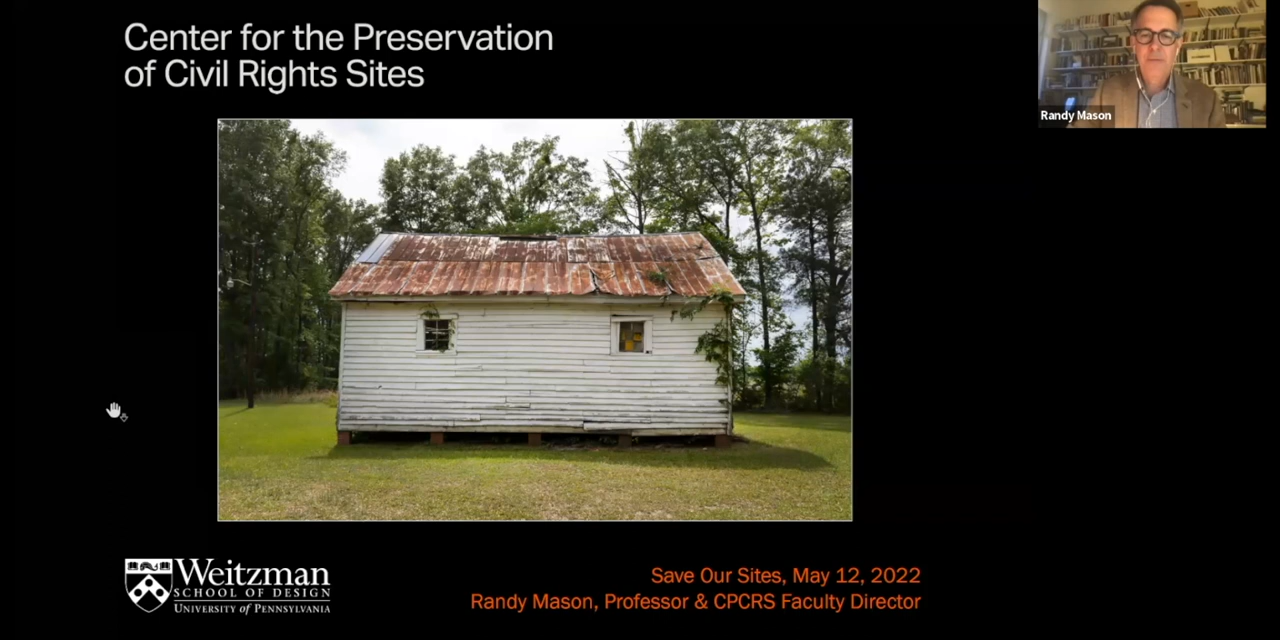 Center for the Preservation
of Civil Rights Sites
Randy Mason
Weitzman
SCHOOL OF DESIGN
UNIVERSITY of PENNSYLVANIA
Save Our Sites, May 12, 2022
Randy Mason, Professor & CPCRS Faculty Director